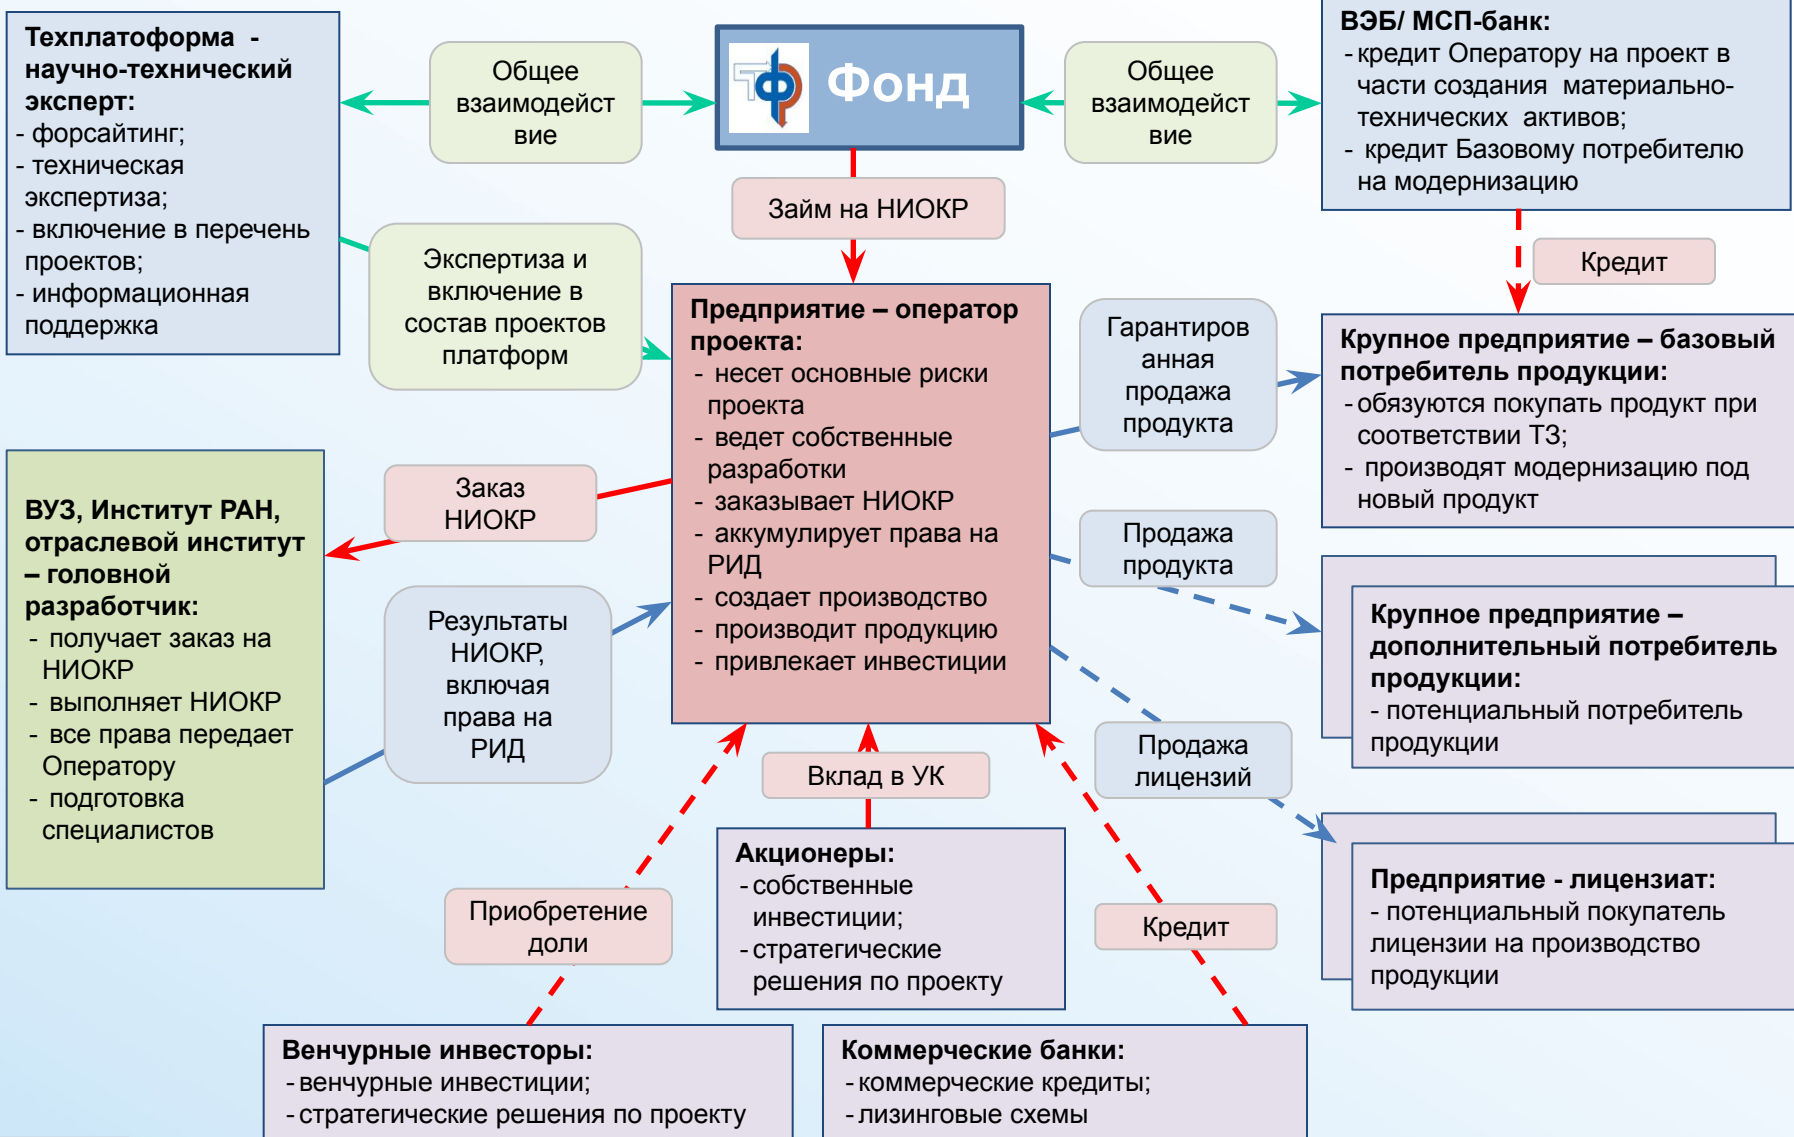 Техплатоформа -
научно-технический
эксперт:
- форсайтинг;
- техническая
экспертиза;
- включение в перечень
проектов;
- информационная
поддержка
Общее
взаимодейст
вие
ТФР
Фонд
Общее
взаимодейст
вие
ВЭБ/ МСП-банк:
- кредит Оператору на проект в
части создания материально-
технических активов;
- кредит Базовому потребителю
на модернизацию
Займ на НИОКР
Кредит
Экспертиза и
включение в
состав проектов
платформ
Предприятие – оператор
проекта:
- несет основные риски
проекта
- ведет собственные
разработки
- заказывает НИОКР
- аккумулирует права на
РИД
- создает производство
- производит продукцию
- привлекает инвестиции
Гарантиров
анная
продажа
продукта
Крупное предприятие – базовый
потребитель продукции:
- обязуются покупать продукт при
соответствии ТЗ;
- производят модернизацию под
новый продукт
ВУЗ, Институт РАН,
отраслевой институт
– головной
разработчик:
- получает заказ на
НИОКР
- выполняет НИОКР
- все права передает
Оператору
- подготовка
специалистов
Заказ
НИОКР
Результаты
НИОКР,
включая
права на
РИД
Продажа
продукта
Крупное предприятие –
дополнительный потребитель
продукции:
- потенциальный потребитель
продукции
Продажа
лицензий
Вклад в УК
Акционеры:
- собственные
инвестиции;
- стратегические
решения по проекту
Предприятие - лицензиат:
- потенциальный покупатель
лицензии на производство
продукции
Приобретение
доли
Кредит
Венчурные инвесторы:
- венчурные инвестиции;
- стратегические решения по проекту
Коммерческие банки:
- коммерческие кредиты;
- лизинговые схемы